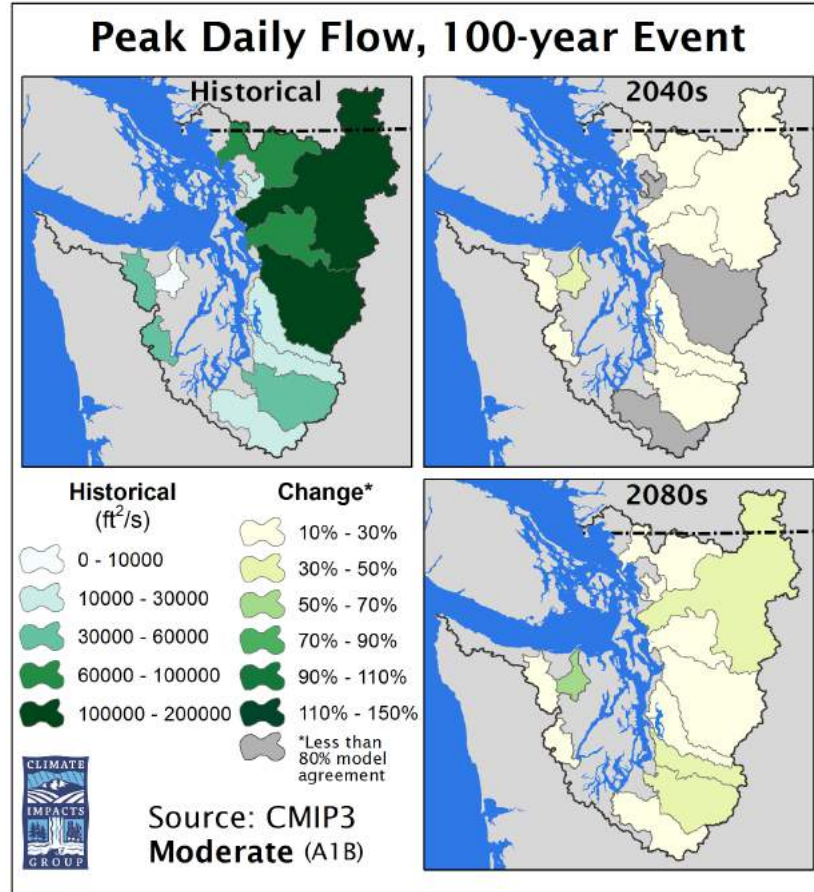 Peak Daily Flow, 100-year Event
Historical
2040s
Historical
(ft²/s)
0 - 10000
10000 - 30000
30000 - 60000
60000 - 100000
100000 - 200000
Change*
10% - 30%
30% - 50%
50% - 70%
70% - 90%
90% - 110%
110% - 150%
*Less than
80% model
agreement
2080s
CLIMATE
IMPACTS
GROUP
Source: CMIP3
Moderate (A1B)